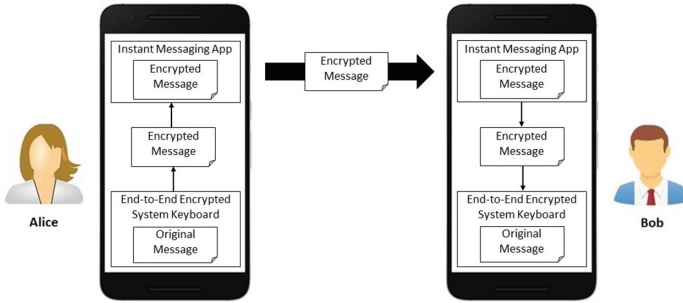 Instant Messaging App
Encrypted
Message
Encrypted
Message
End-to-End Encrypted
System Keyboard
Original
Message
Alice
Encrypted
Message
Instant Messaging App
Encrypted
Message
Encrypted
Message
End-to-End Encrypted
System Keyboard
Original
Message
Bob